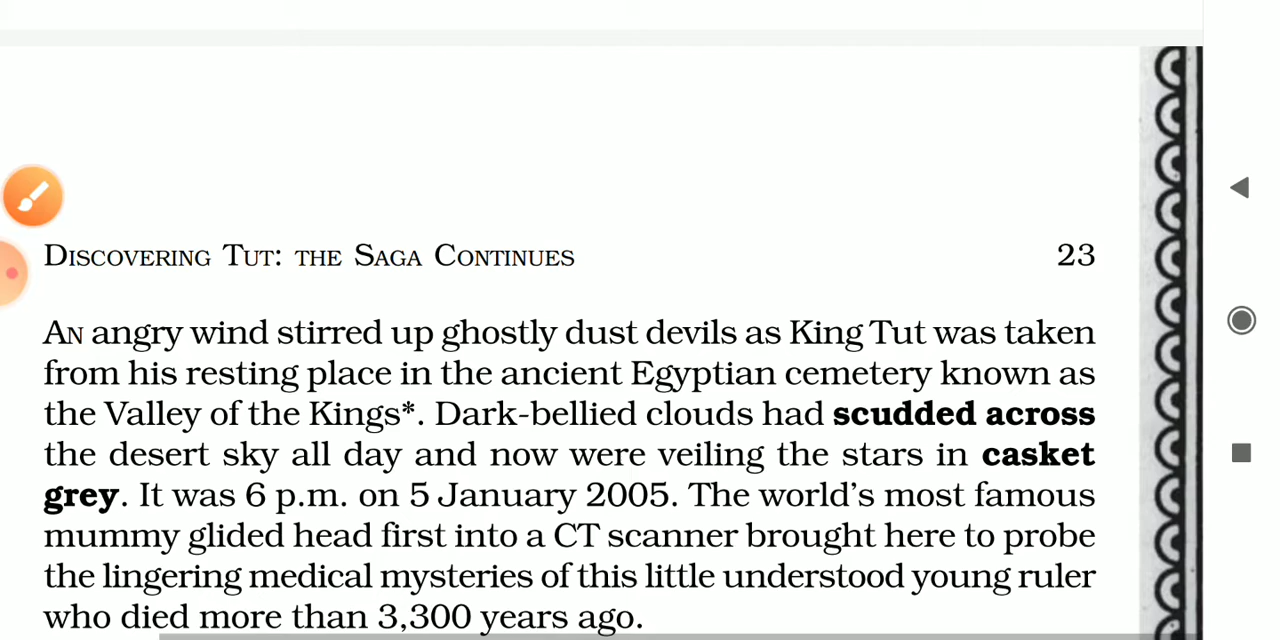 DISCOVERING TUT: THE SAGA CONTINUES 23
AN angry wind stirred up ghostly dust devils as King Tut was taken
from his resting place in the ancient Egyptian cemetery known as
the Valley of the Kings*. Dark-bellied clouds had scudded across
the desert sky all day and now were veiling the stars in casket
grey. It was 6 p.m. on 5 January 2005. The world’s most famous
mummy glided head first into a CT scanner brought here to probe
the lingering medical mysteries of this little understood young ruler
who died more than 3,300 years ago.